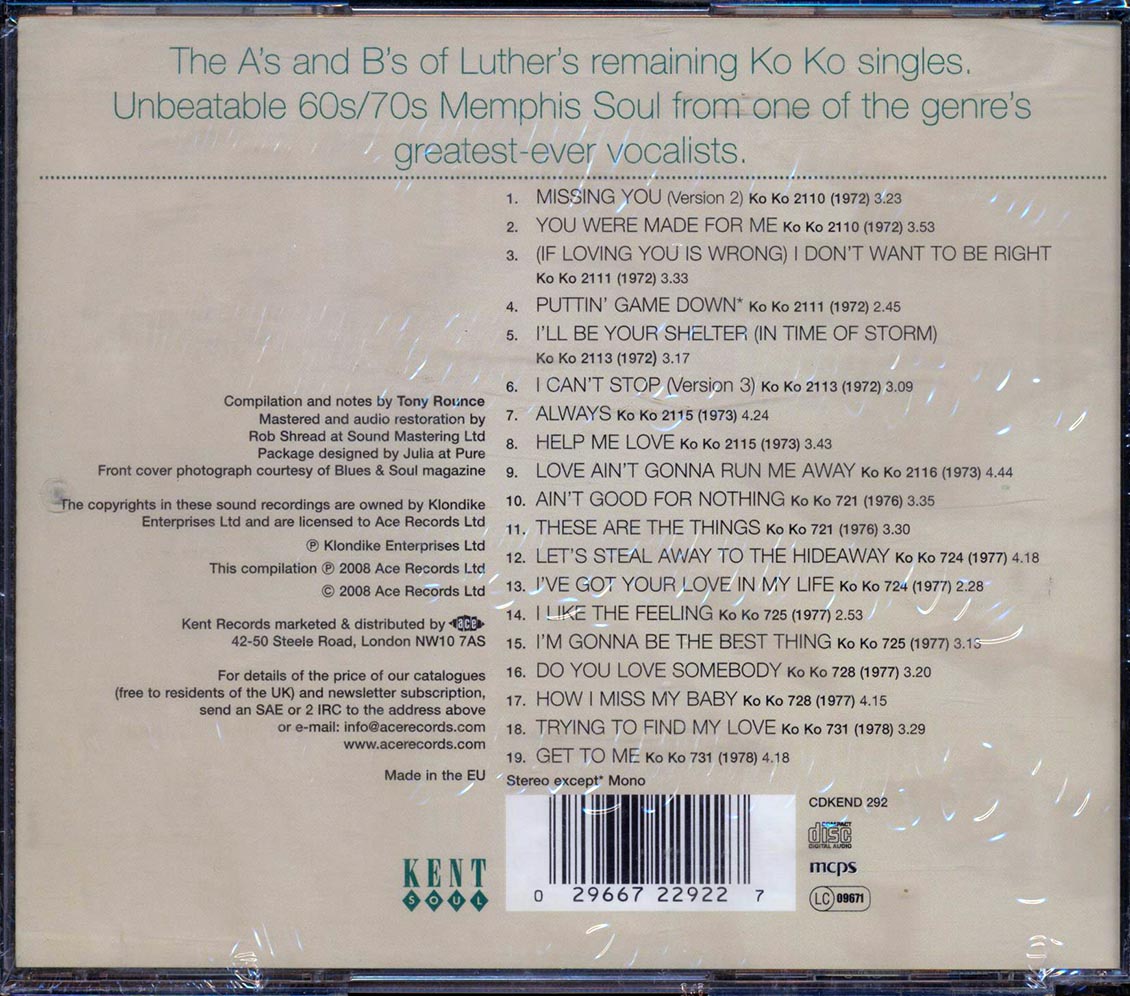 The A's and B's of Luther's remaining Ko Ko singles.
Unbeatable 60s/70s Memphis Soul from one of the genre's
greatest-ever vocalists.
1. MISSING YOU (Version 2) Ko Ko 2110 (1972) 3.23
2. YOU WERE MADE FOR ME Ko Ko 2110 (1972) 3.53
3. (IF LOVING YOU IS WRONG) I DON'T WANT TO BE RIGHT
Ko Ko 2111 (1972) 3.33
4. PUTTIN' GAME DOWN* Ko Ko 2111 (1972) 2.45
5. I'LL BE YOUR SHELTER (IN TIME OF STORM)
Ko Ko 2113 (1972) 3.17
6. I CAN'T STOP (Version 3) Ko Ko 2113 (1972) 3.09
7. ALWAYS Ko Ko 2115 (1973) 4.24
8. HELP ME LOVE Ko Ko 2115 (1973) 3.43
9. LOVE AIN'T GONNA RUN ME AWAY Ko Ko 2116 (1973) 4.44
10. AIN'T GOOD FOR NOTHING Ko Ko 721 (1976) 3.35
11. THESE ARE THE THINGS Ko Ko 721 (1976) 3.30
12. LET'S STEAL AWAY TO THE HIDEAWAY Ko Ko 724 (1977) 4.18
13. I'VE GOT YOUR LOVE IN MY LIFE Ko Ko 724 (1977) 2.28
14. I LIKE THE FEELING Ko Ko 725 (1977) 2.53
15. I'M GONNA BE THE BEST THING Ko Ko 725 (1977)
16. DO YOU LOVE SOMEBODY Ko Ko 728 (1977) 3.20
17. HOW I MISS MY BABY Ko Ko 728 (1977) 4.15
18. TRYING TO FIND MY LOVE Ko Ko 731 (1978) 3.29
19. GET TO ME Ko Ko 731 (1978) 4.18
Stereo except* Mono
Compilation and notes by Tony Rounce
Mastered and audio restoration by
Rob Shread at Sound Mastering Ltd
Package designed by Julia at Pure
Front cover photograph courtesy of Blues & Soul magazine
The copyrights in these sound recordings are owned by Klondike
Enterprises Ltd and are licensed to Ace Records Ltd
℗ Klondike Enterprises Ltd
This compilation ℗ 2008 Ace Records Ltd
© 2008 Ace Records Ltd
Kent Records marketed & distributed by ace
42-50 Steele Road, London NW10 7AS
For details of the price of our catalogues
(free to residents of the UK) and newsletter subscription,
send an SAE or 2 IRC to the address above
or e-mail: info@acerecords.com
www.acerecords.com
Made in the EU
KENT
SOUL
0 29667 22922 7
CDKEND 292
COMPACT
disc
DIGITAL AUDIO
mcps
LC 09671